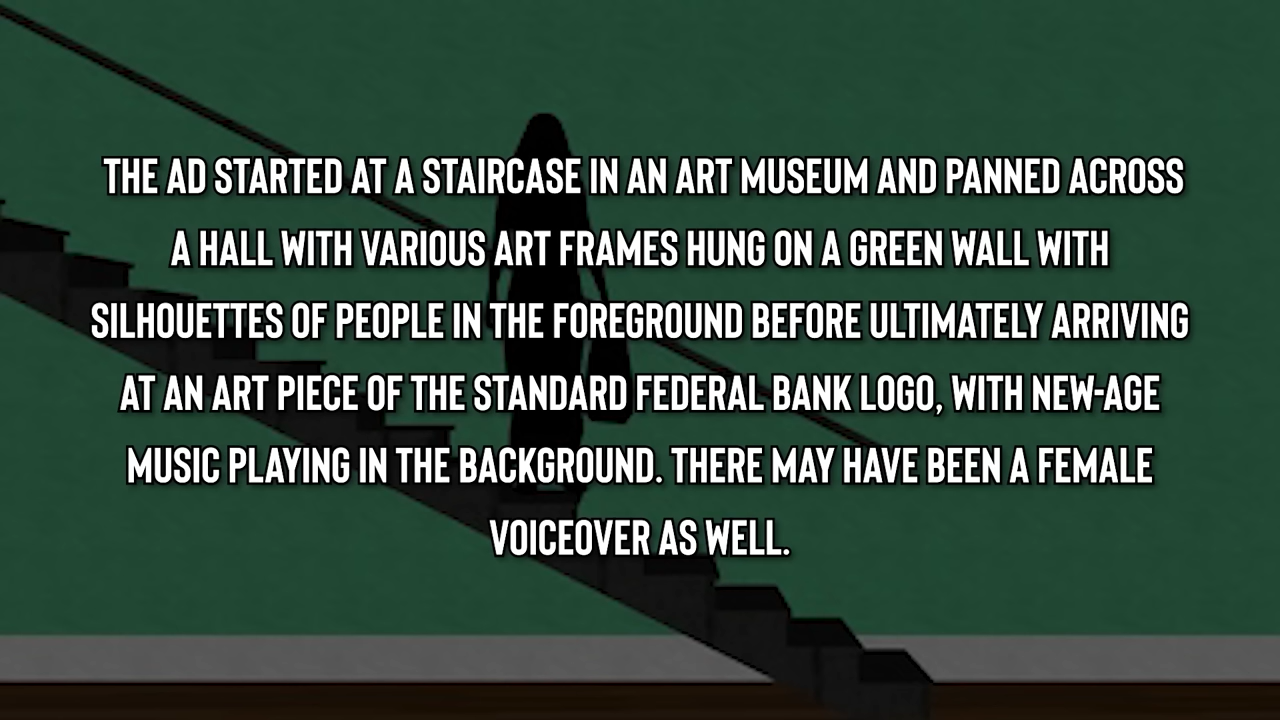 THE AD STARTED AT A STAIRCASE IN AN ART MUSEUM AND PANNED ACROSS
A HALL WITH VARIOUS ART FRAMES HUNG ON A GREEN WALL WITH
SILHOUETTES OF PEOPLE IN THE FOREGROUND BEFORE ULTIMATELY ARRIVING
AT AN ART PIECE OF THE STANDARD FEDERAL BANK LOGO, WITH NEW-AGE
MUSIC PLAYING IN THE BACKGROUND. THERE MAY HAVE BEEN A FEMALE
VOICEOVER AS WELL.